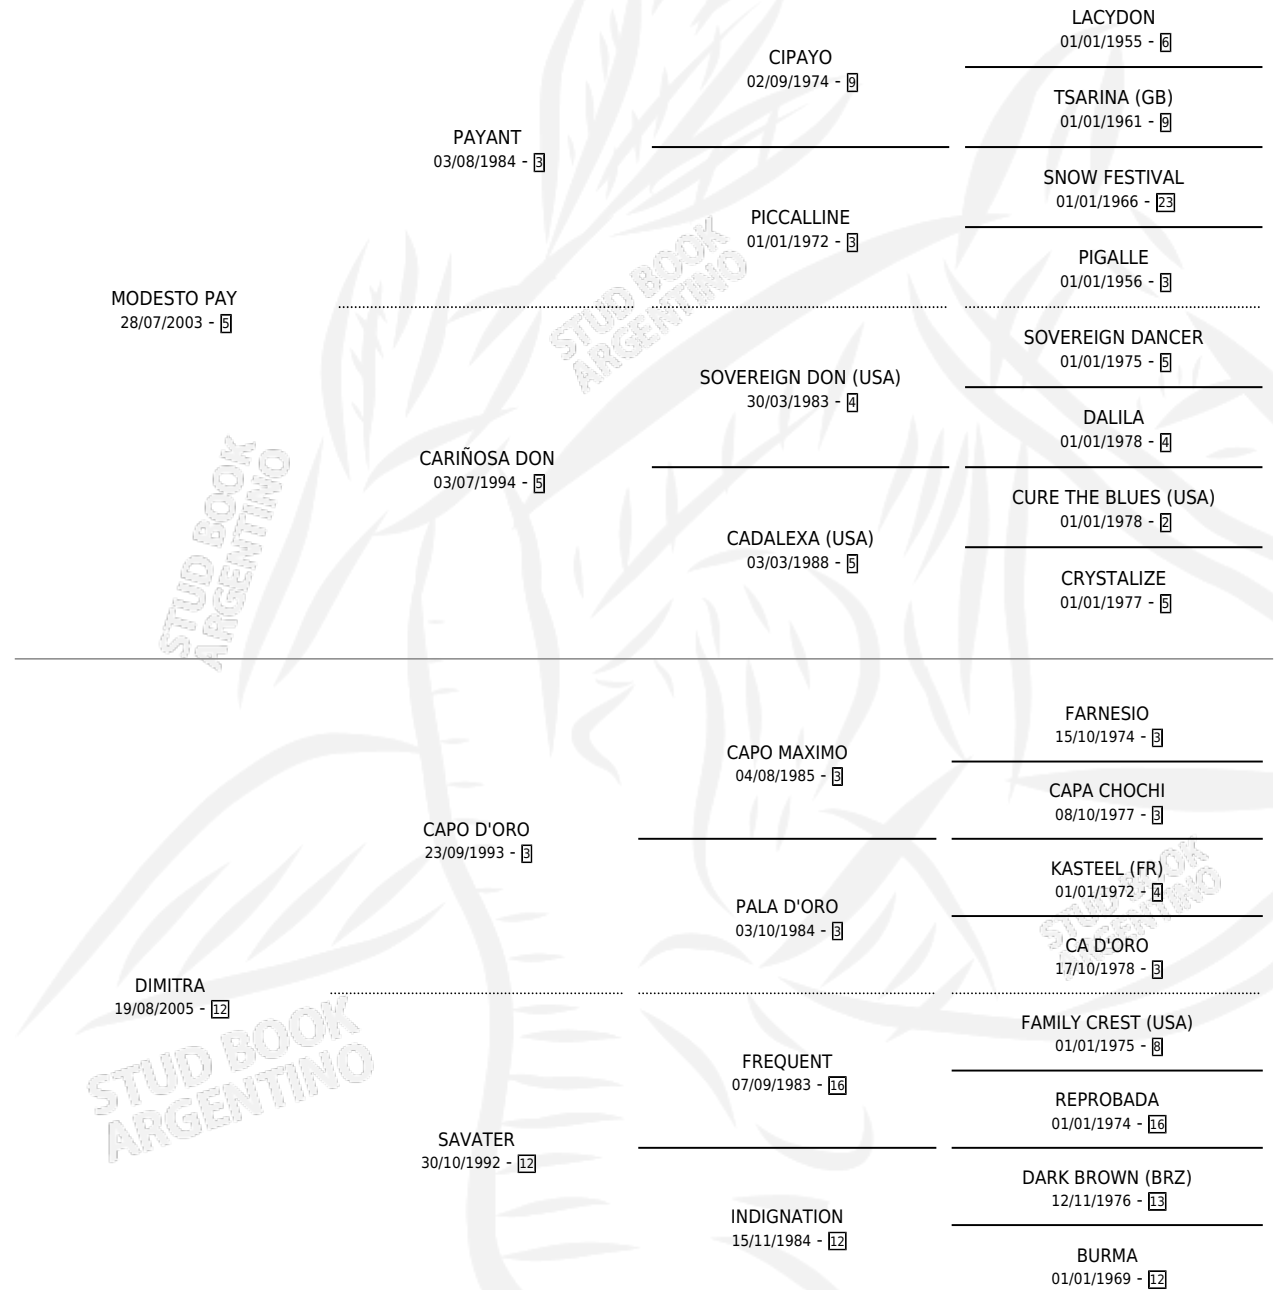 LACYDON
01/01/1955 - 6
CIPAYO
02/09/1974 - 9
TSARINA (GB)
01/01/1961 - 9
PAYANT
03/08/1984 - 3
SNOW FESTIVAL
01/01/1966 - 23
PICCALLINE
01/01/1972 - 3
PIGALLE
01/01/1956 - 3
MODESTO PAY
28/07/2003 - 5
SOVEREIGN DANCER
01/01/1975 - 5
SOVEREIGN DON (USA)
30/03/1983 - 4
DALILA
01/01/1978 - 4
CARIÑOSA DON
03/07/1994 - 5
CURE THE BLUES (USA)
01/01/1978 - 2
CADALEXA (USA)
03/03/1988 - 5
CRYSTALIZE
01/01/1977 - 5
STUD BOOK
ARGENTINO
STUD BOOK
ARGENTINO
FARNESIO
15/10/1974 - 3
CAPO MAXIMO
04/08/1985 - 3
CAPA CHOCHI
08/10/1977 - 3
CAPO D'ORO
23/09/1993 - 3
KASTEEL (FR)
01/01/1972 - 4
PALA D'ORO
03/10/1984 - 3
CA D'ORO
17/10/1978 - 3
DIMITRA
19/08/2005 - 12
FAMILY CREST (USA)
01/01/1975 - 8
FREQUENT
07/09/1983 - 16
REPROBADA
01/01/1974 - 16
SAVATER
30/10/1992 - 12
DARK BROWN (BRZ)
12/11/1976 - 13
INDIGNATION
15/11/1984 - 12
BURMA
01/01/1969 - 12
STUD BOOK
ARGENTINO
STUD BOOK
ARGENTINO